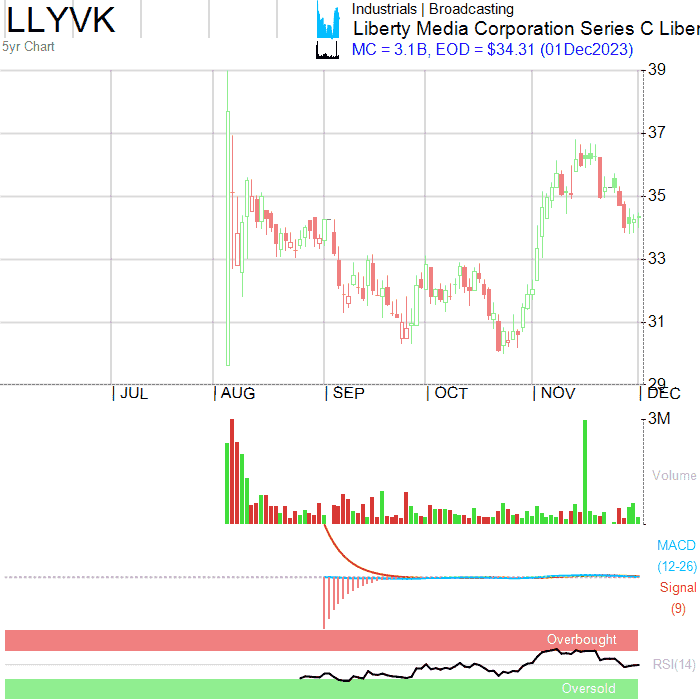 LLYVK
5yr Chart
Industrials | Broadcasting
Liberty Media Corporation Series C Liber
MC = 3.1B, EOD = $34.31 (01Dec2023)
39
37
35
33
31
29
JUL AUG SEP OCT NOV DEC
3M
Volume
MACD
(12-26)
Signal
(9)
Overbought
RSI(14)
Oversold